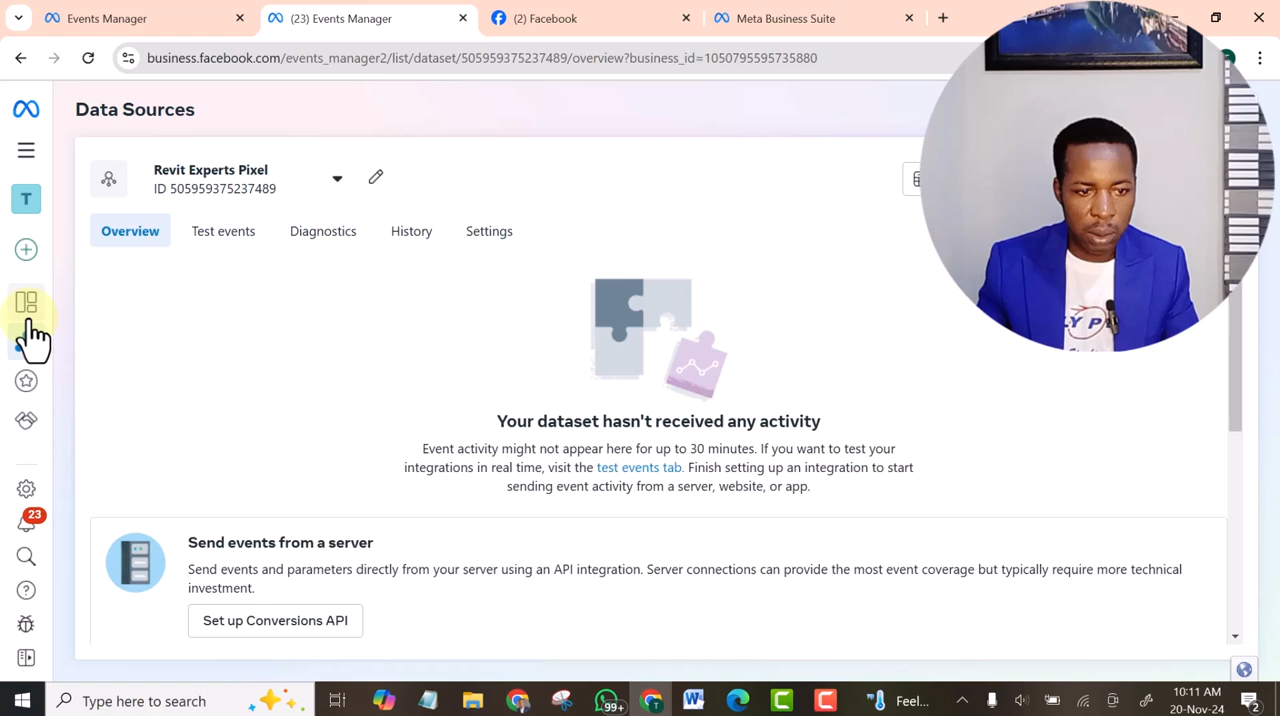 Events Manager
(23) Events Manager
(2) Facebook
Meta Business Suite
business.facebook.com/events_manager2/list/dataset/505959375237489/overview?business_id=1050795595735880
Data Sources
T
Revit Experts Pixel
ID 505959375237489
Overview
Test events
Diagnostics
History
Settings
Your dataset hasn't received any activity
Event activity might not appear here for up to 30 minutes. If you want to test your
integrations in real time, visit the test events tab. Finish setting up an integration to start
sending event activity from a server, website, or app.
23
Send events from a server
Send events and parameters directly from your server using an API integration. Server connections can provide the most event coverage but typically require more technical
investment.
Set up Conversions API
Type here to search
99+
Feel...
10:11 AM
20-Nov-24
2